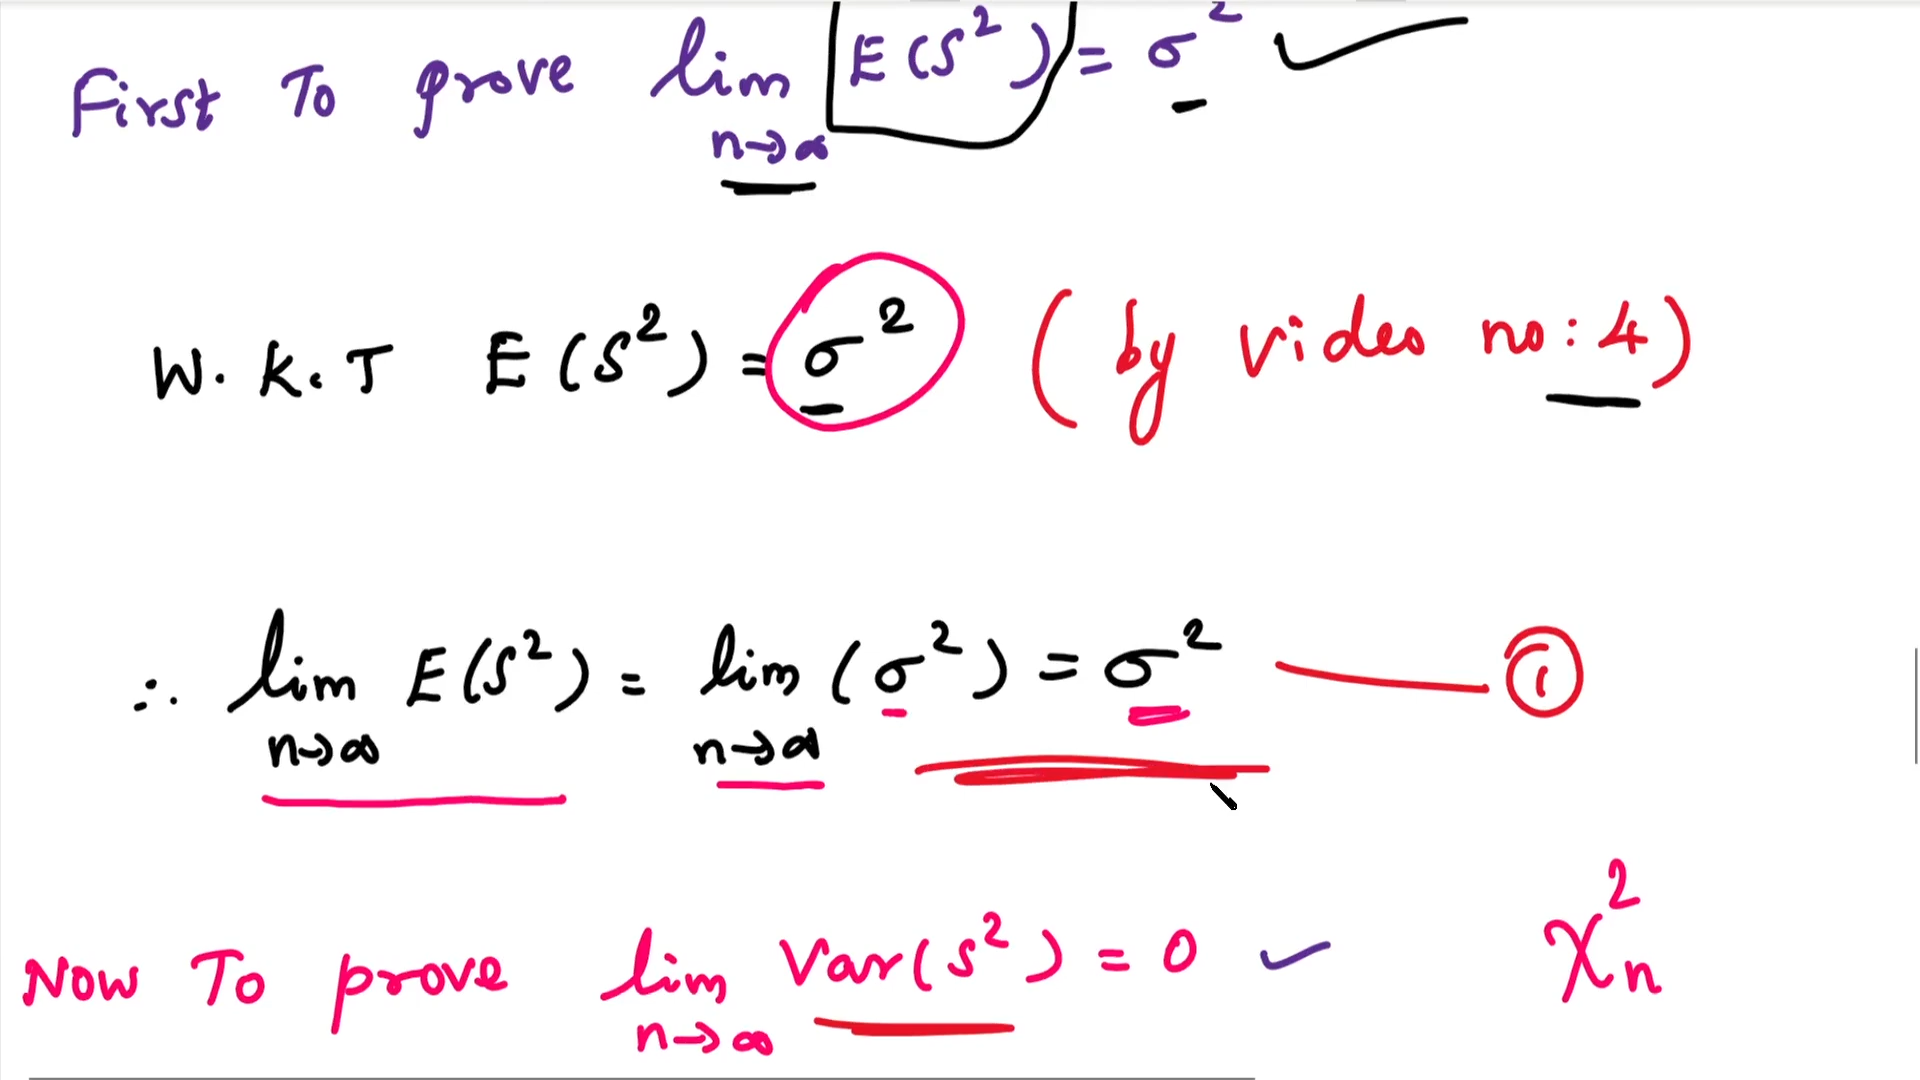 First To prove lim E(S²) = σ²
n→∞
W.K.T E(S²) = σ² (by video no: 4)
∴ lim E(S²) = lim (σ²) = σ² —— ①
n→∞ n→∞
χ²n
Now To prove lim Var(S²) = 0
n→∞